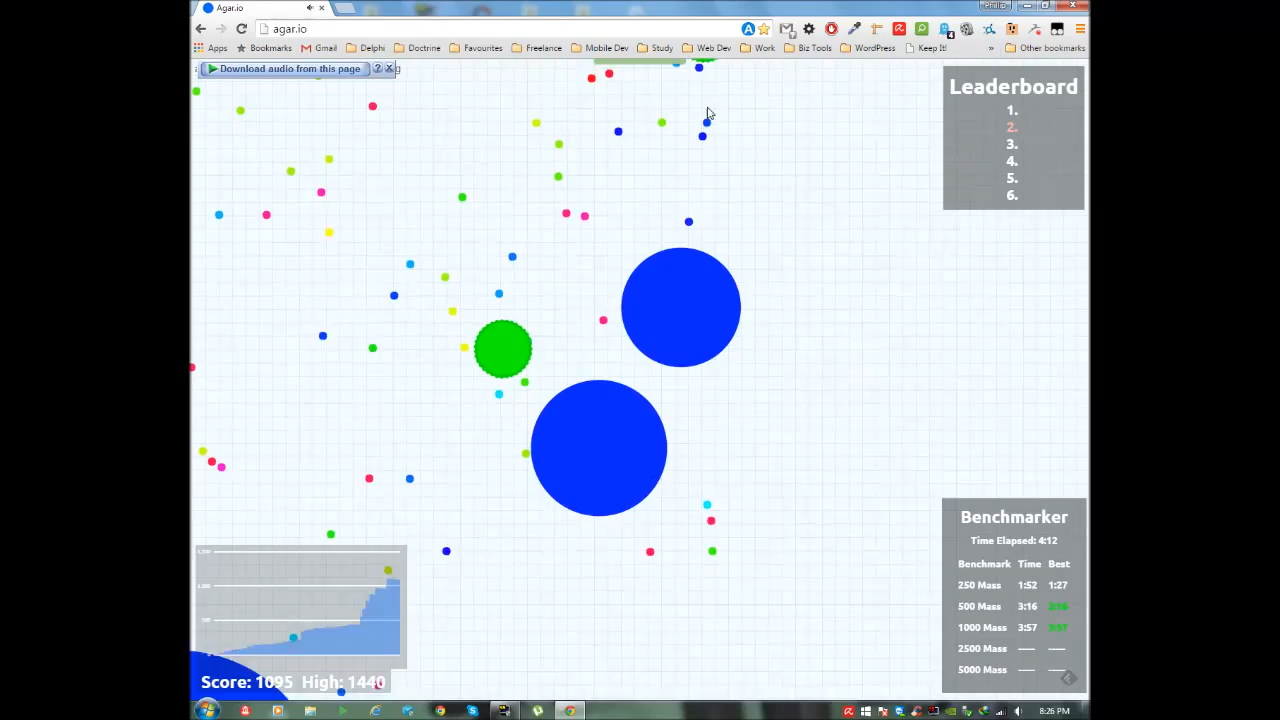 Agar.io
Phillip
agar.io
Apps Bookmarks Gmail Delphi Doctrine Favourites Freelance Mobile Dev Study Web Dev Work Biz Tools WordPress Keep It! » Other bookmarks
Download audio from this page
Leaderboard
1.
2.
3.
4.
5.
6.
Benchmarker
Time Elapsed: 4:12
Benchmark Time Best
250 Mass 1:52 1:27
500 Mass 3:16
1000 Mass 3:57
2500 Mass
5000 Mass
Score: 1095 High: 1440
8:26 PM